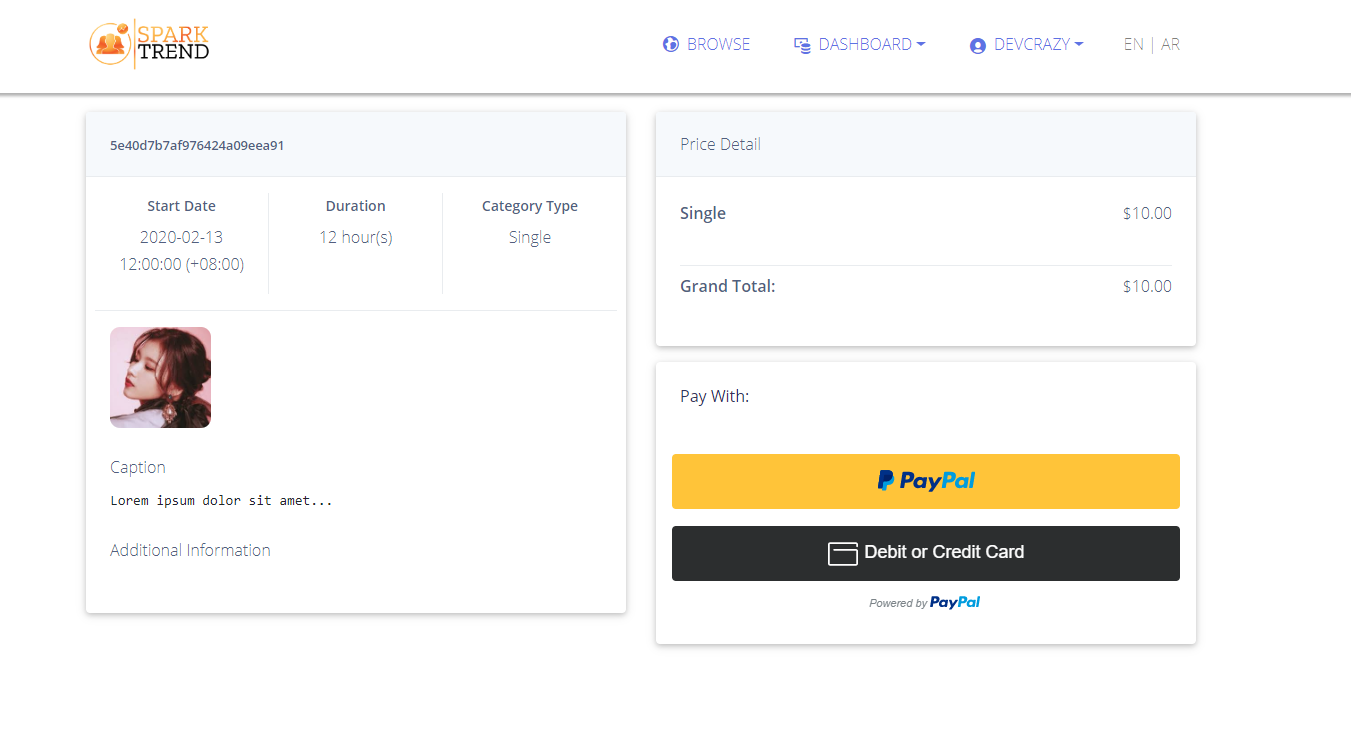 SPARK
TREND
BROWSE
DASHBOARD
DEVCRAZY
EN | AR
5e40d7b7af976424a09eea91
Start Date
2020-02-13
12:00:00 (+08:00)
Duration
12 hour(s)
Category Type
Single
Caption
Lorem ipsum dolor sit amet...
Additional Information
Price Detail
Single $10.00
Grand Total: $10.00
Pay With:
PayPal
Debit or Credit Card
Powered by PayPal